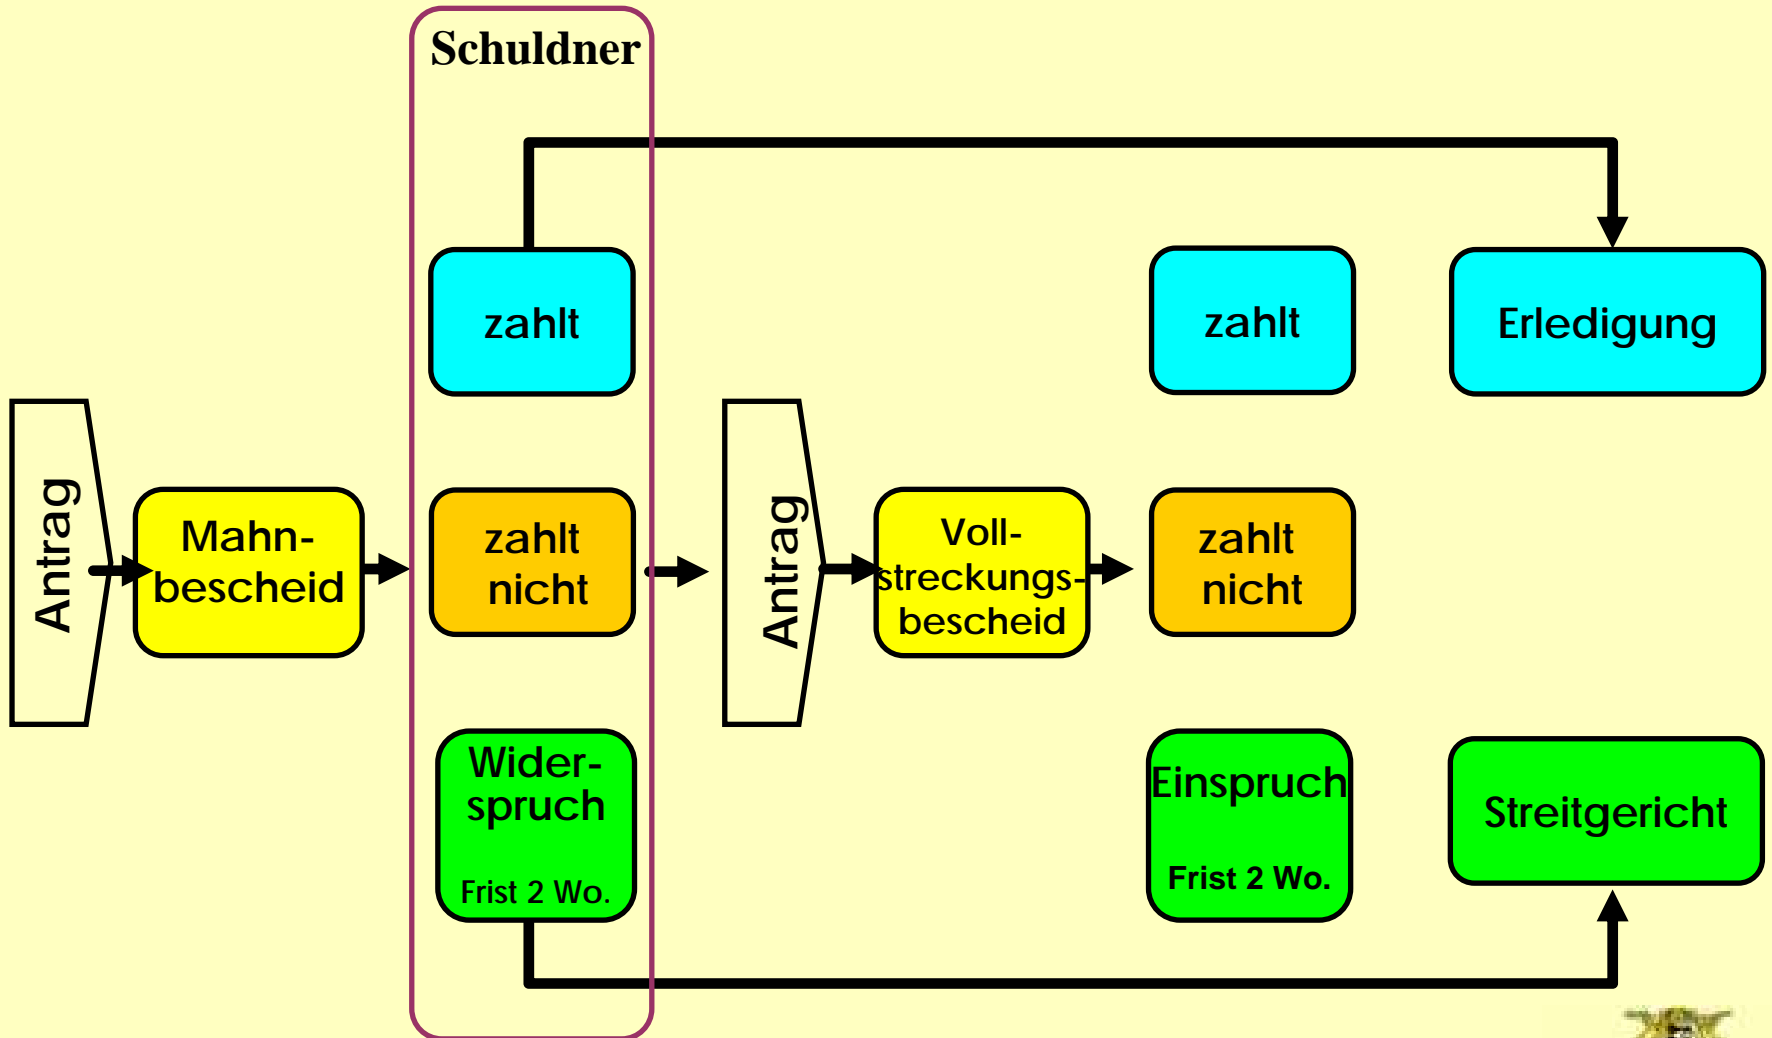 Schuldner
zahlt
zahlt
Erledigung
Antrag
Mahn-
bescheid
zahlt
nicht
Antrag
Voll-
streckungs-
bescheid
zahlt
nicht
Wider-
spruch
Frist 2 Wo.
Einspruch
Frist 2 Wo.
Streitgericht